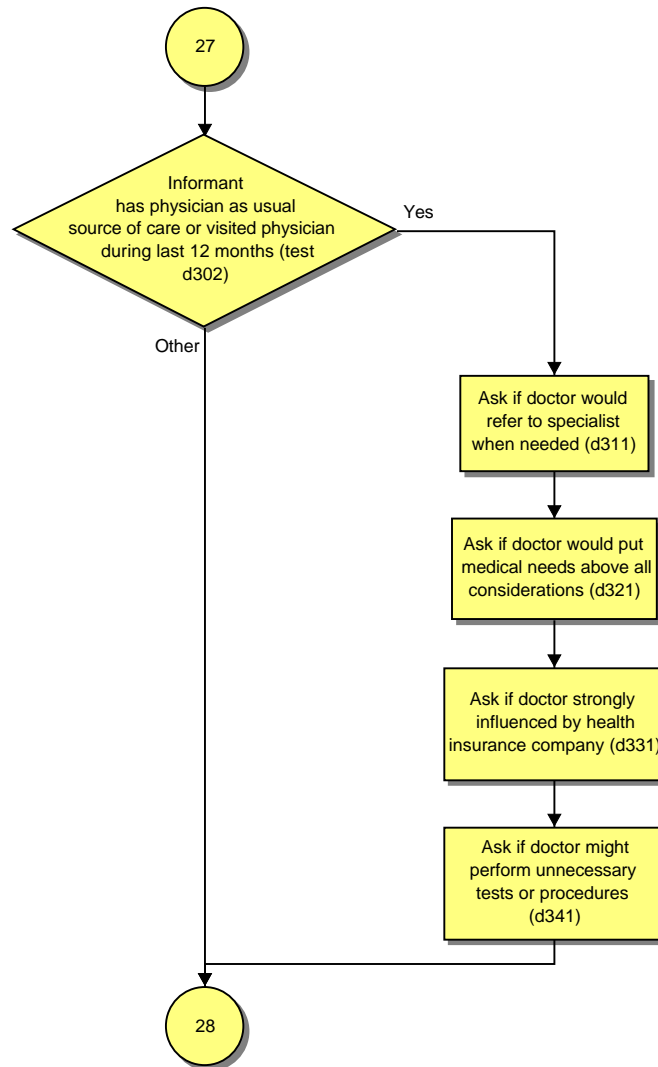 27
Informant
has physician as usual
source of care or visited physician
during last 12 months (test
d302)
Yes
Other
Ask if doctor would
refer to specialist
when needed (d311)
Ask if doctor would put
medical needs above all
considerations (d321)
Ask if doctor strongly
influenced by health
insurance company (d331)
Ask if doctor might
perform unnecessary
tests or procedures
(d341)
28